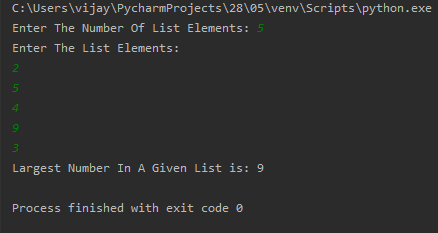 C:\Users\vijay\PycharmProjects\28\05\venv\Scripts\python.exe
Enter The Number Of List Elements: 5
Enter The List Elements:
2
5
4
9
3
Largest Number In A Given List is: 9
Process finished with exit code 0